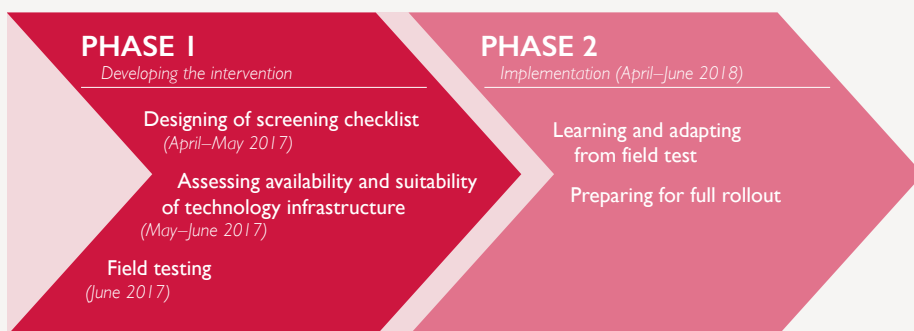 PHASE 1
Developing the intervention
Designing of screening checklist
(April–May 2017)
Assessing availability and suitability
of technology infrastructure
(May–June 2017)
Field testing
(June 2017)
PHASE 2
Implementation (April–June 2018)
Learning and adapting
from field test
Preparing for full rollout